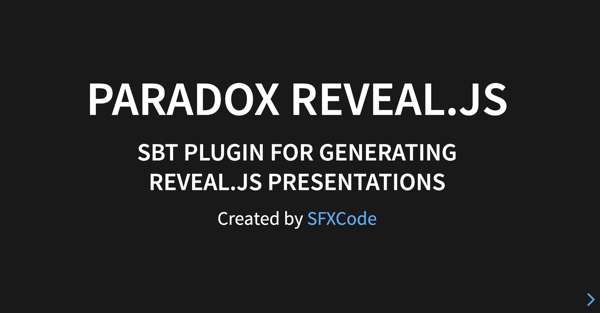 PARADOX REVEAL.JS
SBT PLUGIN FOR GENERATING
REVEAL.JS PRESENTATIONS
Created by SFXCode